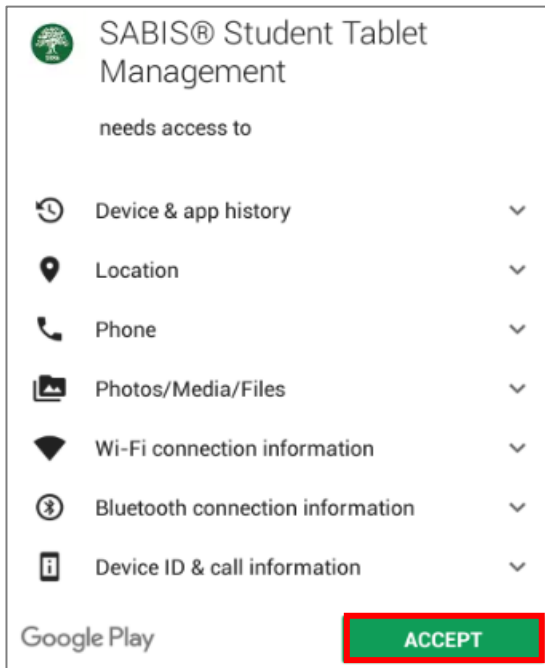 SABIS® Student Tablet
Management
needs access to
Device & app history
Location
Phone
Photos/Media/Files
Wi-Fi connection information
Bluetooth connection information
Device ID & call information
Google Play
ACCEPT